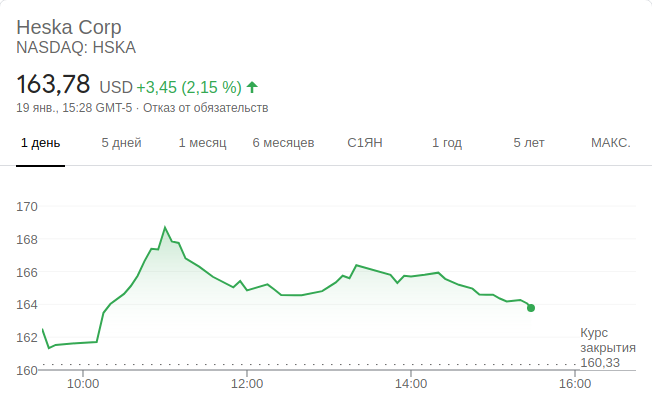 Heska Corp
NASDAQ: HSKA
163,78 USD +3,45 (2,15 %)
19 янв., 15:28 GMT-5 · Отказ от обязательств
1 день 5 дней 1 месяц 6 месяцев С1ЯН 1 год 5 лет МАКС.
170
168
166
164
162
160
Курс
закрытия
160,33
10:00 12:00 14:00 16:00